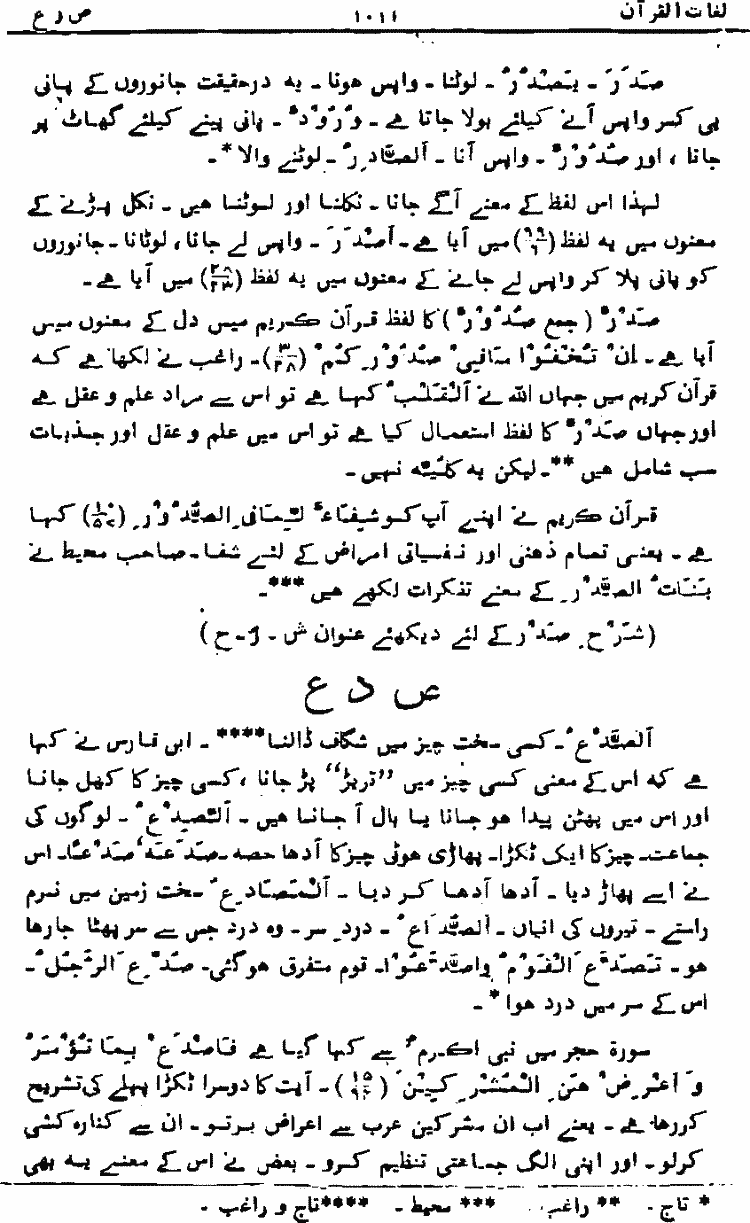 لغات القرآن ۱۰۱۱ ص د ع
صَدَرَ ۔ یَصْدُرُ ۔ لوٹنا ۔ واپس ہونا ۔ یہ درحقیقت جانوروں کے پانی
پی کر واپس آنے کیلئے بولا جاتا ہے ۔ وُرُوْدٌ ۔ پانی پینے کیلئے گھاٹ پر
جانا ، اور صُدُوْرٌ ۔ واپس آنا ۔ اَلصَّادِرُ ۔ لوٹنے والا * ۔
لہذا اس لفظ کے معنے آگے جانا ۔ نکلنا اور لوٹنا ہیں ۔ نکل پڑنے کے
معنوں میں یہ لفظ (۹۹/۶) میں آیا ہے ۔ اَصْدَرَ ۔ واپس لے جانا ، لوٹانا ۔ جانوروں
کو پانی پلا کر واپس لے جانے کے معنوں میں یہ لفظ (۲۸/۲۳) میں آیا ہے ۔
صَدْرٌ (جمع صُدُوْرٌ) کا لفظ قرآن کریم میں دل کے معنوں میں
آیا ہے ۔ اِنْ تُخْفُوْا مَافِیْ صُدُوْرِکُمْ (۳/۲۸) ۔ راغب نے لکھا ہے کہ
قرآن کریم میں جہاں اللہ نے اَلْقَلْبُ کہا ہے تو اس سے مراد علم و عقل ہے
اور جہاں صَدْرٌ کا لفظ استعمال کیا ہے تو اس میں علم و عقل اور جذبات
سب شامل ہیں ** ۔ لیکن یہ کلیّہ نہیں ۔
قرآن کریم نے اپنے آپ کو شِفَاءٌ لِّمَافِی الصُّدُوْرِ (۱۰/۵۷) کہا
ہے ۔ یعنی تمام ذہنی اور نفسیاتی امراض کے لئے شفا ۔ صاحب محیط نے
بَنَاتُ الصَّدْرِ کے معنے تفکرات لکھے ہیں *** ۔
(شَرْحِ صَدْر کے لئے دیکھئے عنوان ش ۔ ر ۔ ح)
ص د ع
اَلصَّدْعُ ۔ کسی سخت چیز میں شگاف ڈالنا **** ۔ ابن فارس نے کہا
ہے کہ اس کے معنی کسی چیز میں ”تریڑ“ پڑ جانا ، کسی چیز کا کھل جانا
اور اس میں پھٹن پیدا ہو جانا یا بال آ جانا ہیں ۔ اَلصَّدِیْعُ ۔ لوگوں کی
جماعت ۔ چیز کا ایک ٹکڑا ۔ پھاڑی ہوئی چیز کا آدھا حصہ ۔ صَدَعَہٗ صَدْعًا ۔ اس
نے اسے پھاڑ دیا ۔ آدھا آدھا کر دیا ۔ اَلْمَصَادِعُ ۔ سخت زمین میں نرم
راستے ۔ تیروں کی انیاں ۔ اَلصُّدَاعُ ۔ دردِ سر ۔ وہ درد جس سے سر پھٹا جا رہا
ہو ۔ تَصَدَّعَ الْقَوْمُ وَاصَّدَّعُوْا ۔ قوم متفرق ہوگئی ۔ صُدِّعَ الرَّجُلُ ۔
اس کے سر میں درد ہوا * ۔
سورة حجر میں نبی اکرمؐ سے کہا گیا ہے فَاصْدَعْ بِمَا تُؤْمَرُ
وَ اَعْرِضْ عَنِ الْمُشْرِکِیْنَ (۱۵/۹۴) ۔ آیت کا دوسرا ٹکڑا پہلے کی تشریح
کر رہا ہے ۔ یعنے اب ان مشرکین عرب سے اعراض برتو ۔ ان سے کنارہ کشی
کرلو ۔ اور اپنی الگ جماعتی تنظیم کرو ۔ بعض نے اس کے معنے یہ بھی
* تاج ۔ ** راغب ۔ *** محیط ۔ ****تاج و راغب ۔